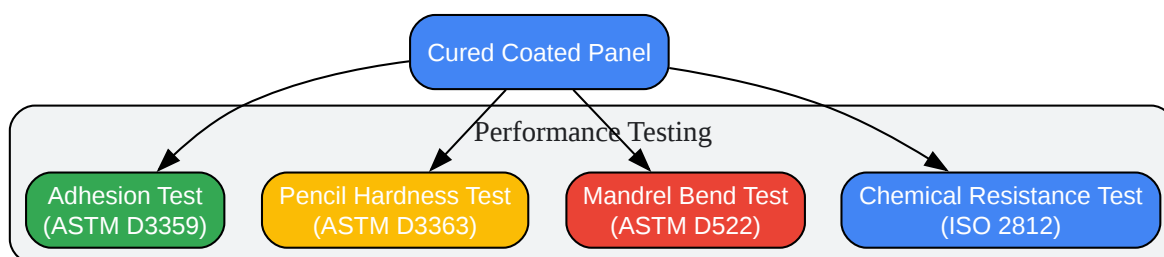 Cured Coated Panel
Performance Testing
Adhesion Test
(ASTM D3359)
Pencil Hardness Test
(ASTM D3363)
Mandrel Bend Test
(ASTM D522)
Chemical Resistance Test
(ISO 2812)